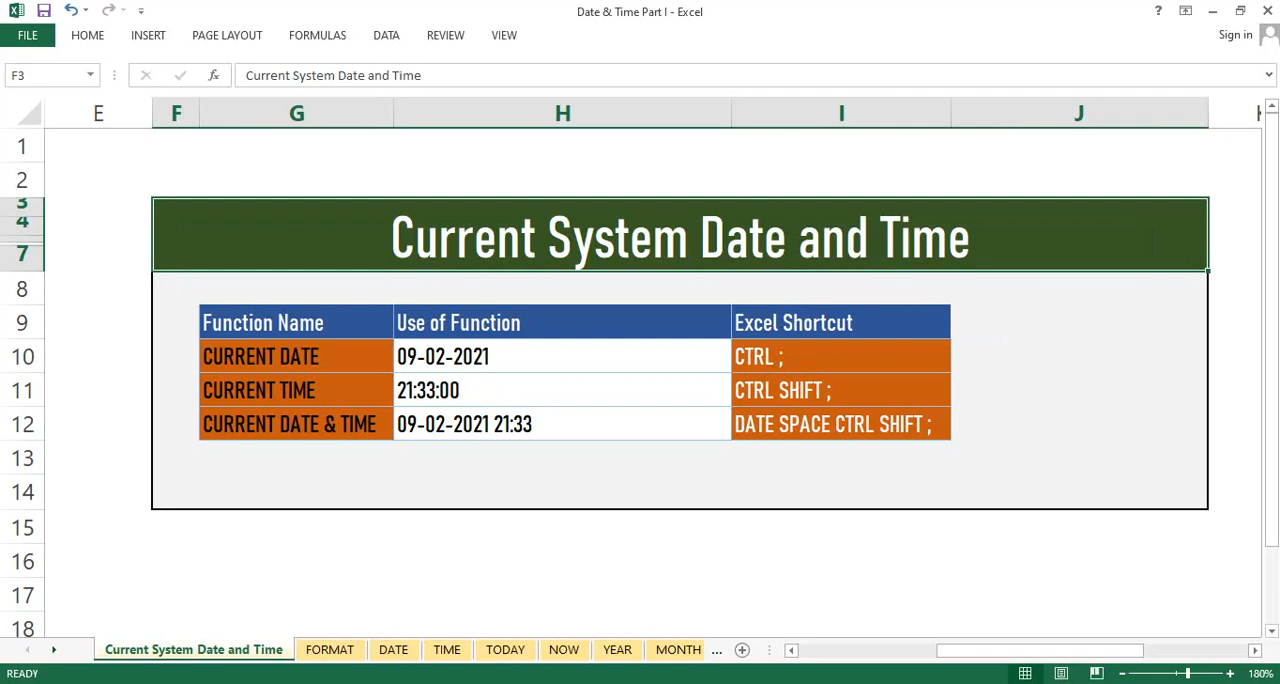 Date & Time Part I - Excel
?
FILE HOME INSERT PAGE LAYOUT FORMULAS DATA REVIEW VIEW Sign in
F3 fx Current System Date and Time
E F G H I J
1
2
3
4
7
8
9
10
11
12
13
14
15
16
17
18
Current System Date and Time
Function Name Use of Function Excel Shortcut
CURRENT DATE 09-02-2021 CTRL ;
CURRENT TIME 21:33:00 CTRL SHIFT ;
CURRENT DATE & TIME 09-02-2021 21:33 DATE SPACE CTRL SHIFT ;
Current System Date and Time FORMAT DATE TIME TODAY NOW YEAR MONTH ...
READY 180%